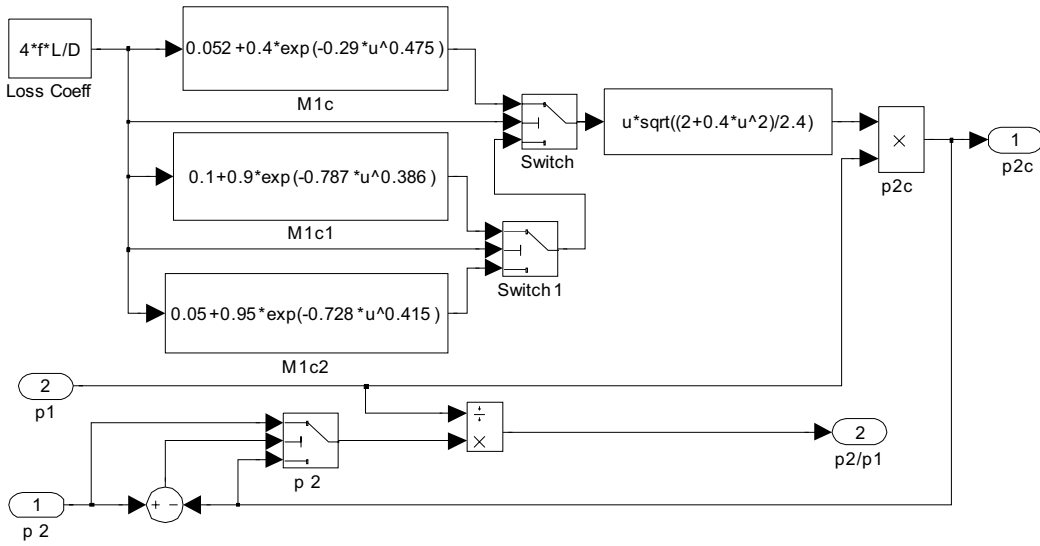 4*f*L/D
Loss Coeff
0.052 +0.4*exp (-0.29 *u^0.475 )
M1c
0.1+0.9*exp(-0.787 *u^0.386 )
M1c1
0.05 +0.95*exp(-0.728 *u^0.415 )
M1c2
Switch
Switch 1
u*sqrt((2+0.4*u^2)/2.4)
×
p2c
1
p2c
2
p1
÷
×
2
p2/p1
p 2
1
p 2
+ −